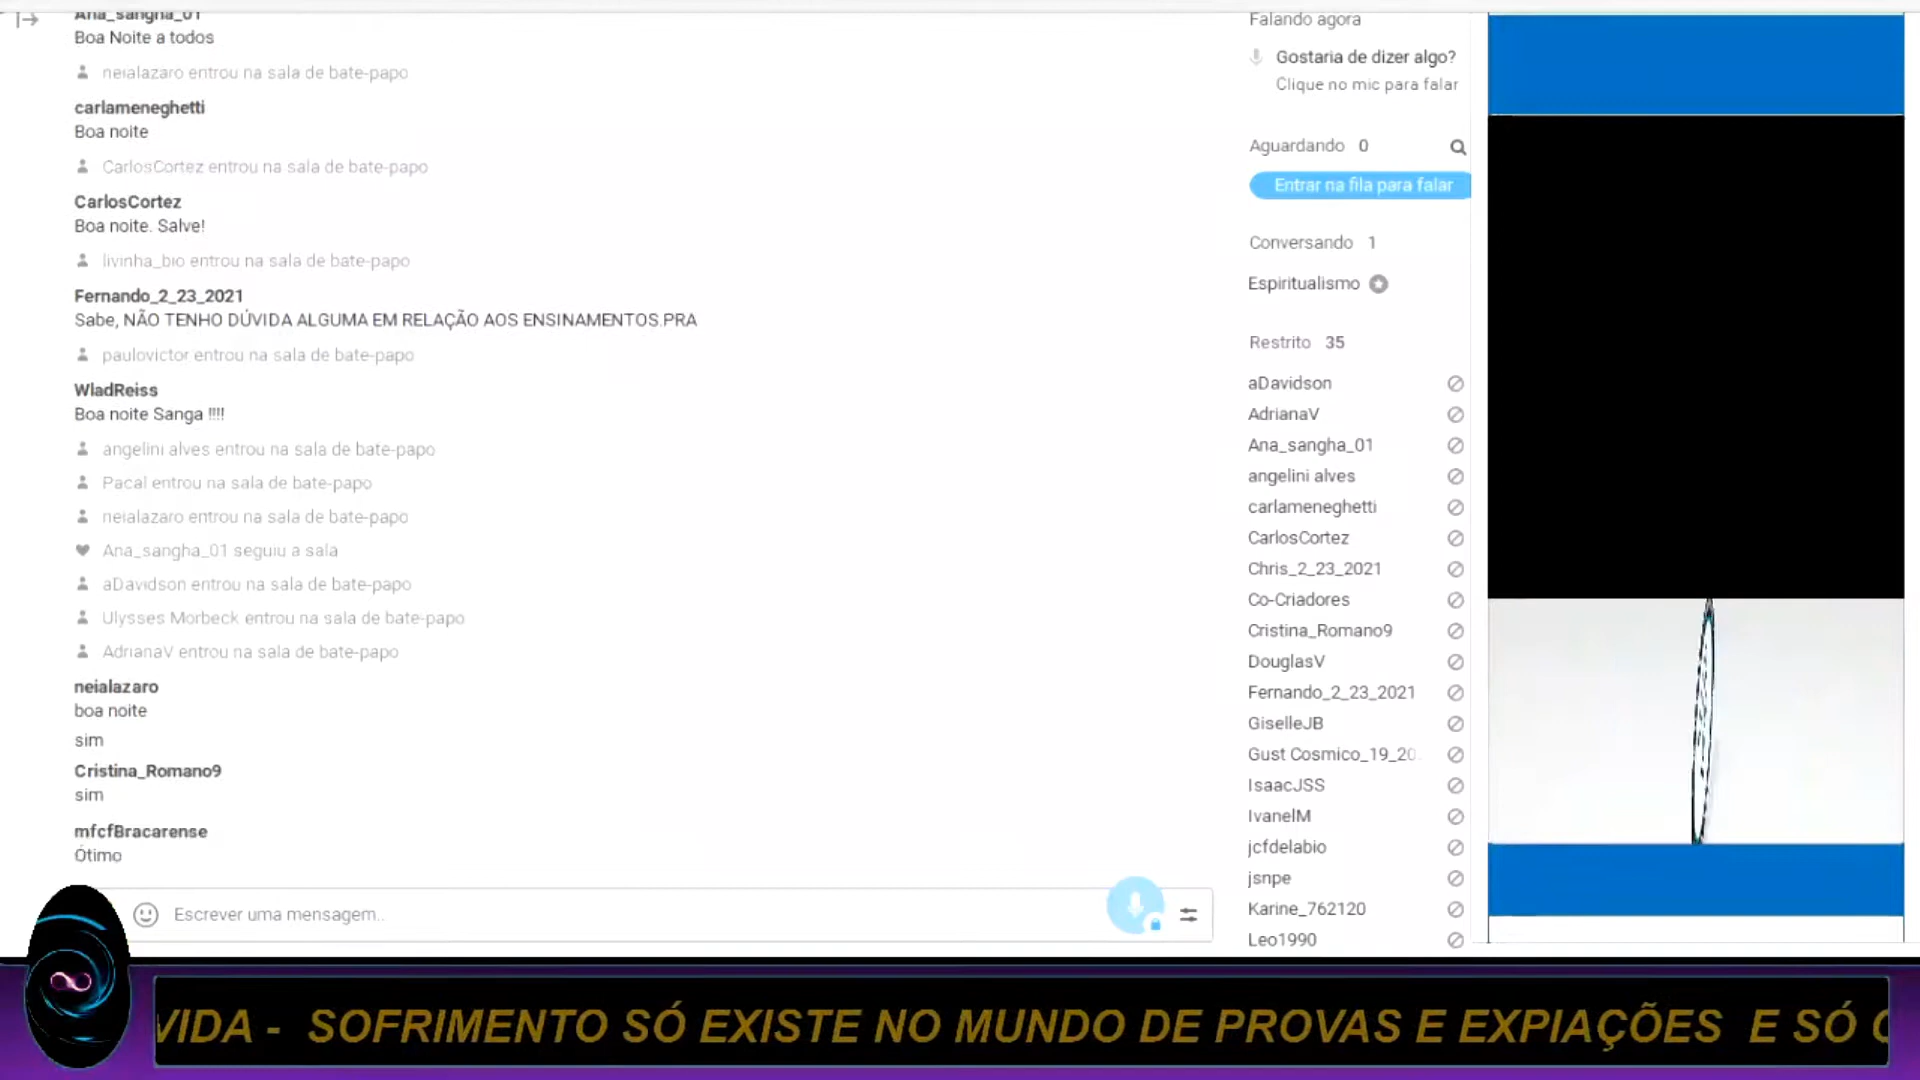 Ana_sangha_01
Boa Noite a todos
neialazaro entrou na sala de bate-papo
carlameneghetti
Boa noite
CarlosCortez entrou na sala de bate-papo
CarlosCortez
Boa noite. Salve!
livinha_bio entrou na sala de bate-papo
Fernando_2_23_2021
Sabe, NÃO TENHO DÚVIDA ALGUMA EM RELAÇÃO AOS ENSINAMENTOS.PRA
paulovictor entrou na sala de bate-papo
WladReiss
Boa noite Sanga !!!!
angelini alves entrou na sala de bate-papo
Pacal entrou na sala de bate-papo
neialazaro entrou na sala de bate-papo
Ana_sangha_01 seguiu a sala
aDavidson entrou na sala de bate-papo
Ulysses Morbeck entrou na sala de bate-papo
AdrianaV entrou na sala de bate-papo
neialazaro
boa noite
sim
Cristina_Romano9
sim
mfcfBracarense
Ótimo
Escrever uma mensagem..
Falando agora
Gostaria de dizer algo?
Clique no mic para falar
Aguardando 0
Entrar na fila para falar
Conversando 1
Espiritualismo
Restrito 35
aDavidson
AdrianaV
Ana_sangha_01
angelini alves
carlameneghetti
CarlosCortez
Chris_2_23_2021
Co-Criadores
Cristina_Romano9
DouglasV
Fernando_2_23_2021
GiselleJB
Gust Cosmico_19_20
IsaacJSS
IvanelM
jcfdelabio
jsnpe
Karine_762120
Leo1990
VIDA - SOFRIMENTO SÓ EXISTE NO MUNDO DE PROVAS E EXPIAÇÕES E SÓ